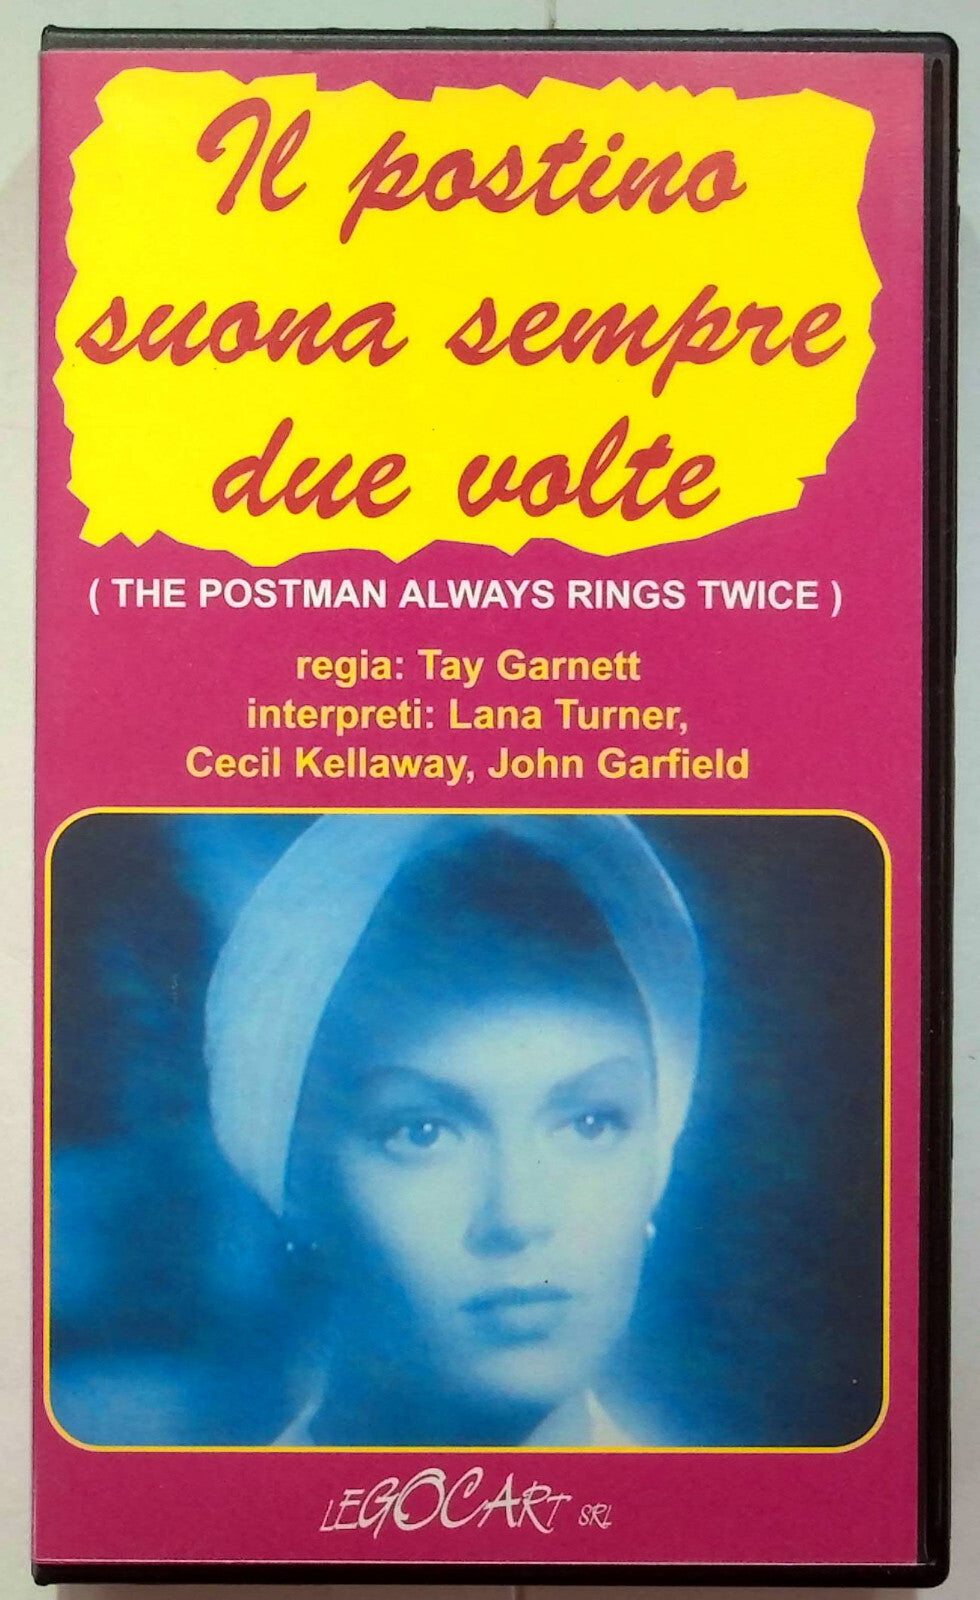 Il postino
suona sempre
due volte
( THE POSTMAN ALWAYS RINGS TWICE )
regia: Tay Garnett
interpreti: Lana Turner,
Cecil Kellaway, John Garfield
LEGOCART SRL